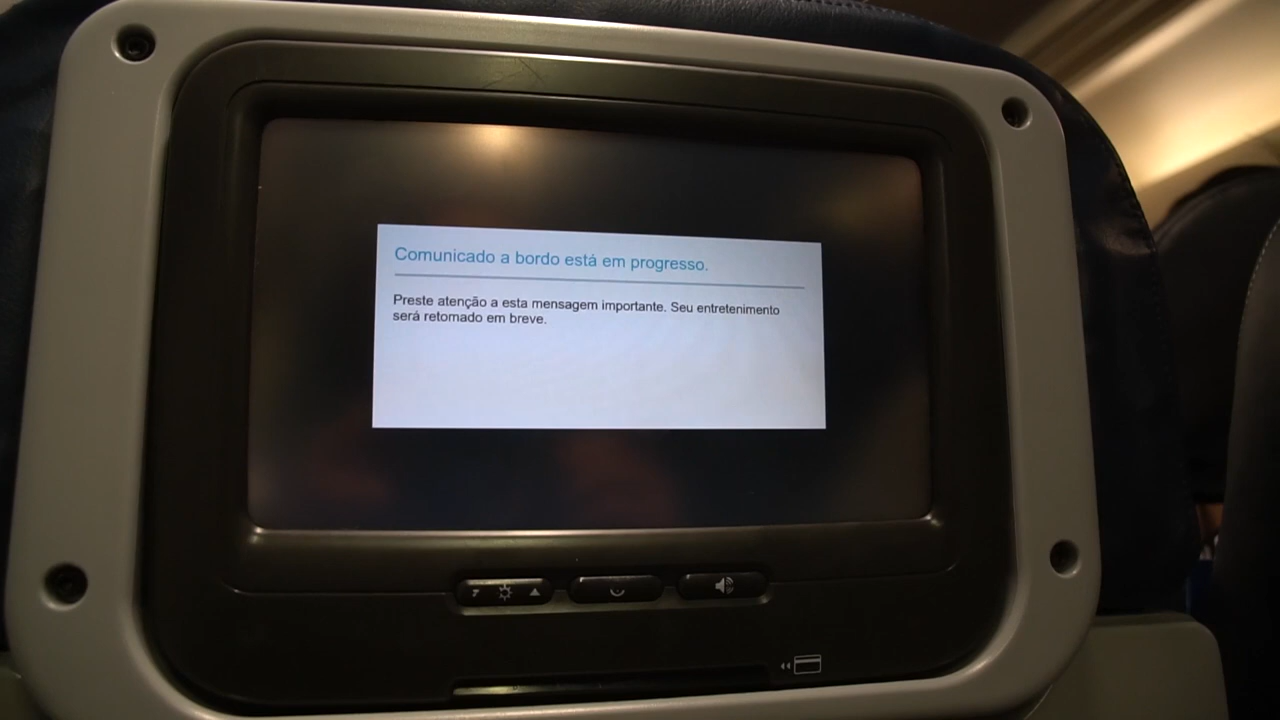 Comunicado a bordo está em progresso.
Preste atenção a esta mensagem importante. Seu entretenimento
será retomado em breve.